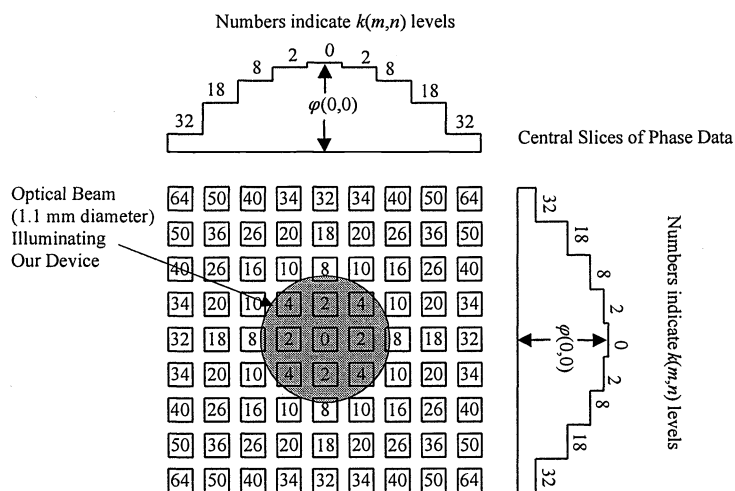 Numbers indicate k(m,n) levels
32 18 8 2 0 2 8 18 32
φ(0,0)
Central Slices of Phase Data
Optical Beam
(1.1 mm diameter)
Illuminating
Our Device
64 50 40 34 32 34 40 50 64
50 36 26 20 18 20 26 36 50
40 26 16 10 8 10 16 26 40
34 20 10 4 2 4 10 20 34
32 18 8 2 0 2 8 18 32
34 20 10 4 2 4 10 20 34
40 26 16 10 8 10 16 26 40
50 36 26 20 18 20 26 36 50
64 50 40 34 32 34 40 50 64
32 18 8 2 0 2 8 18 32
φ(0,0)
Numbers indicate k(m,n) levels